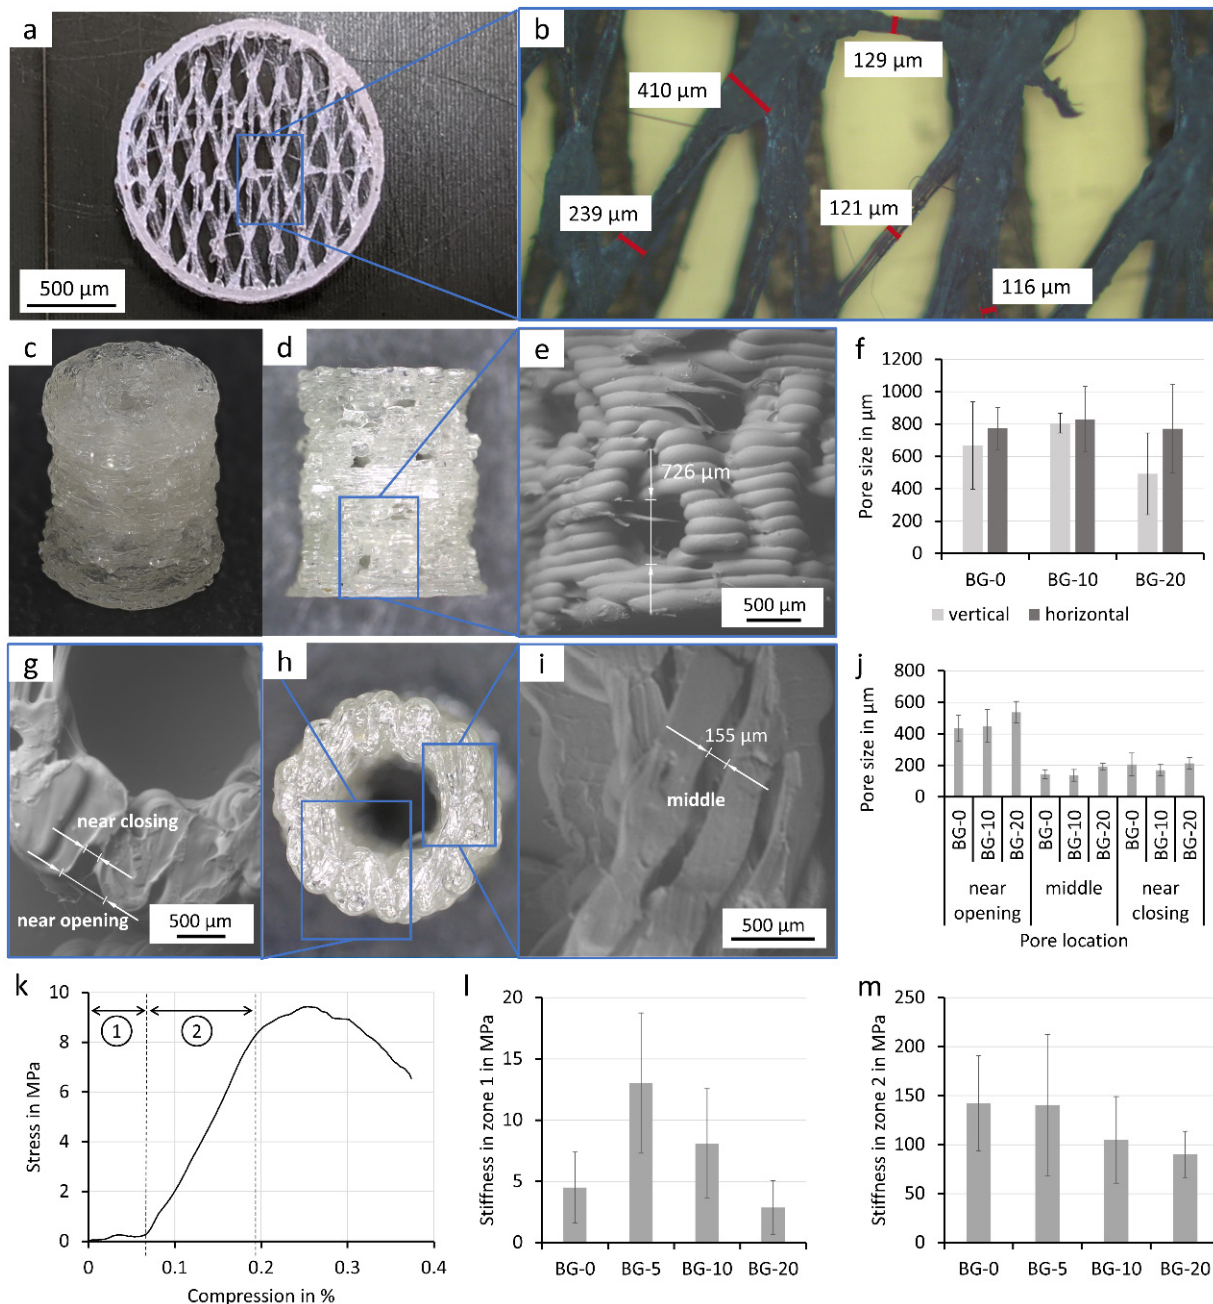 a
500 µm
b
129 µm
410 µm
239 µm
121 µm
116 µm
c
d
e
726 µm
500 µm
f
Pore size in µm
1200
1000
800
600
400
200
0
BG-0 BG-10 BG-20
vertical horizontal
g
near closing
near opening
500 µm
h
i
155 µm
middle
500 µm
j
Pore size in µm
800
600
400
200
0
BG-0 BG-10 BG-20 BG-0 BG-10 BG-20 BG-0 BG-10 BG-20
near middle near
opening closing
Pore location
k
Stress in MPa
10
8
6
4
2
0
1 2
0 0.1 0.2 0.3 0.4
Compression in %
l
Stiffness in zone 1 in MPa
20
15
10
5
0
BG-0 BG-5 BG-10 BG-20
m
Stiffness in zone 2 in MPa
250
200
150
100
50
0
BG-0 BG-5 BG-10 BG-20